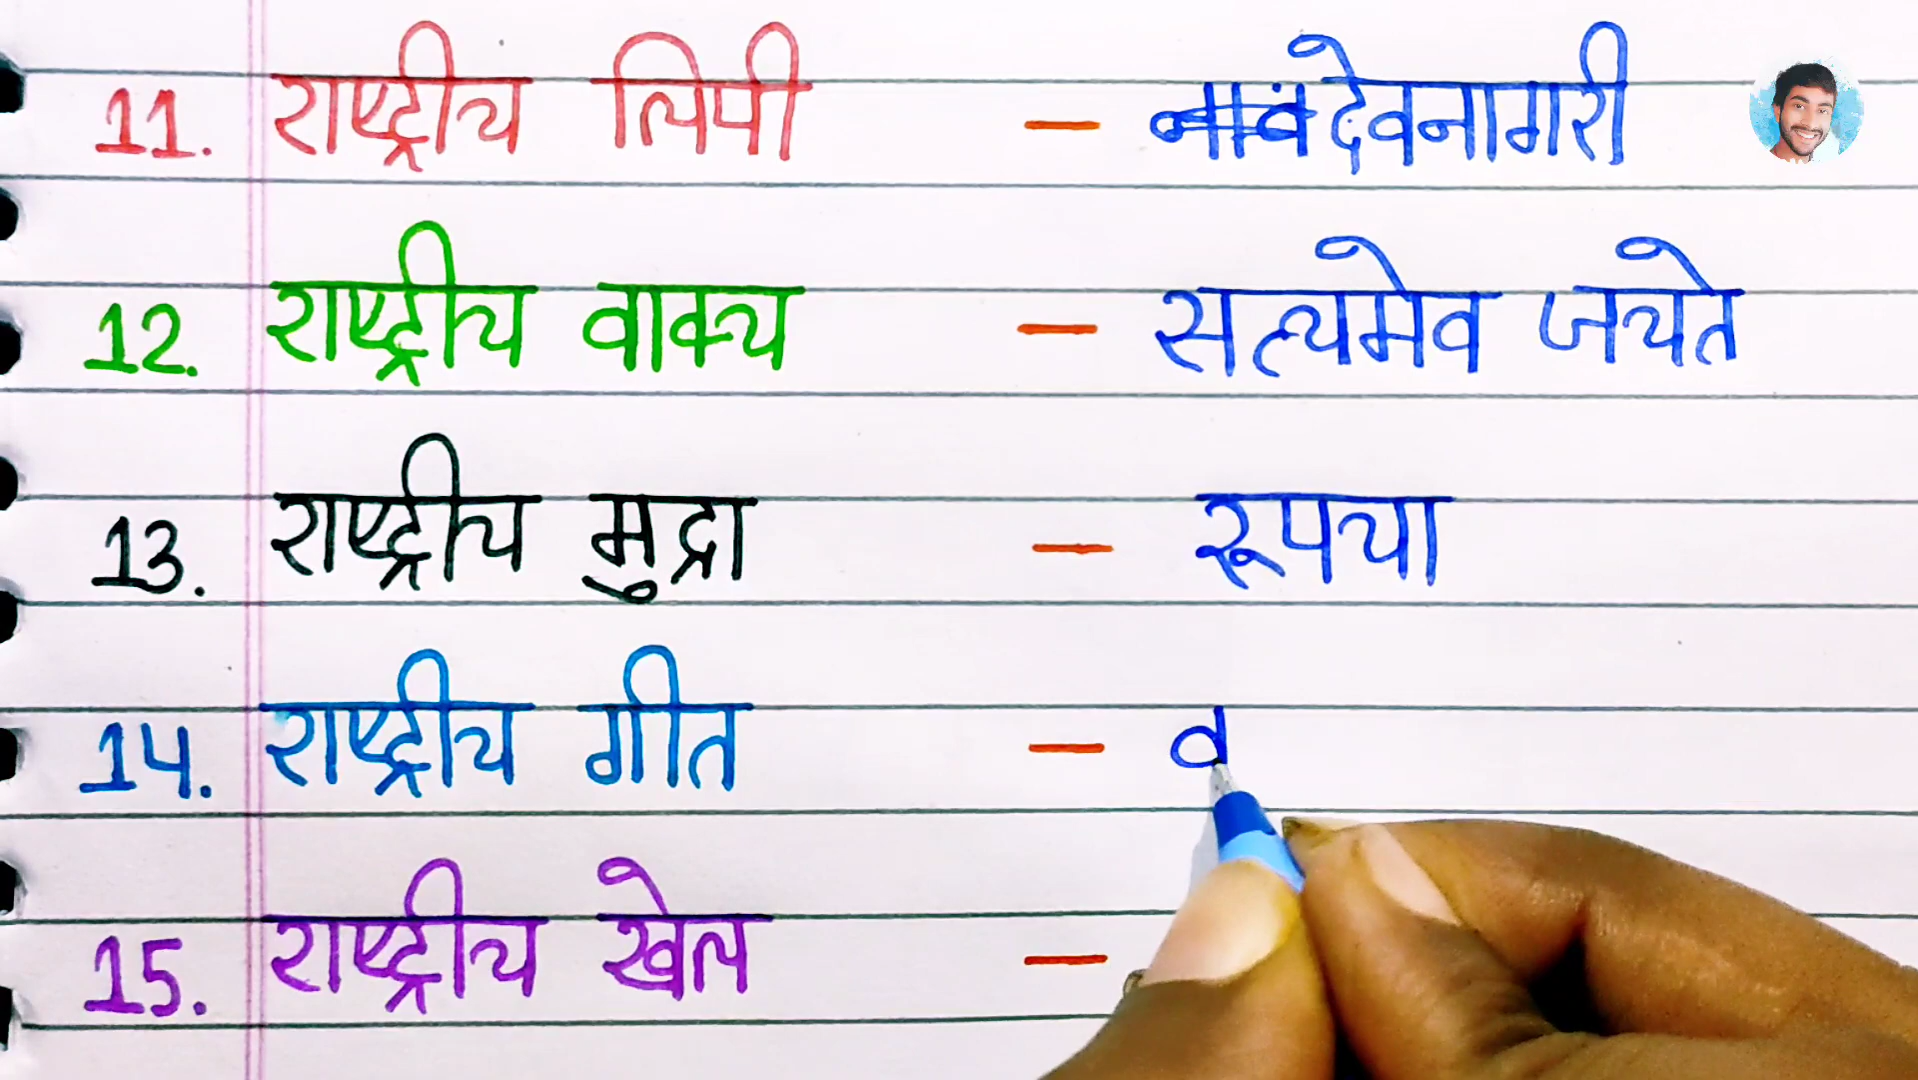 11. राष्ट्रीय लिपी - देवनागरी
12. राष्ट्रीय वाक्य - सत्यमेव जयते
13. राष्ट्रीय मुद्रा - रूपया
14. राष्ट्रीय गीत - व
15. राष्ट्रीय खेल -